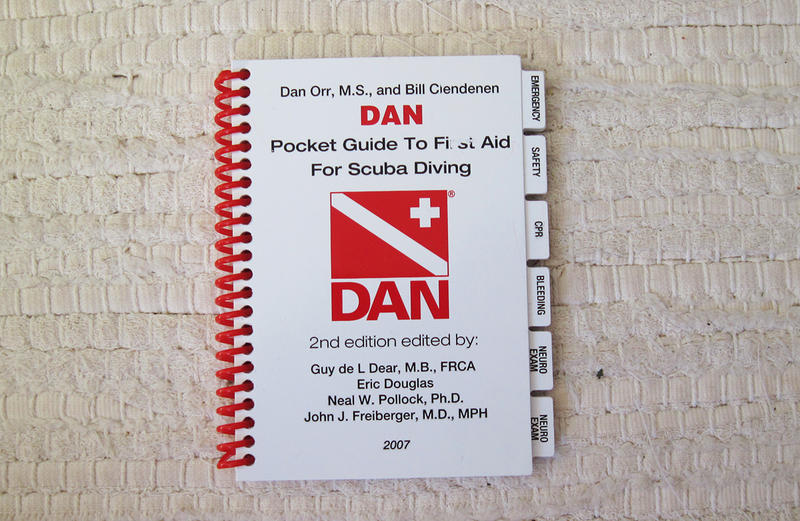 Dan Orr, M.S., and Bill Clendenen
DAN
Pocket Guide To First Aid
For Scuba Diving
®
DAN
2nd edition edited by:
Guy de L Dear, M.B., FRCA
Eric Douglas
Neal W. Pollock, Ph.D.
John J. Freiberger, M.D., MPH
2007
EMERGENCY
SAFETY
CPR
BLEEDING
NEURO
EXAM
NEURO
EXAM